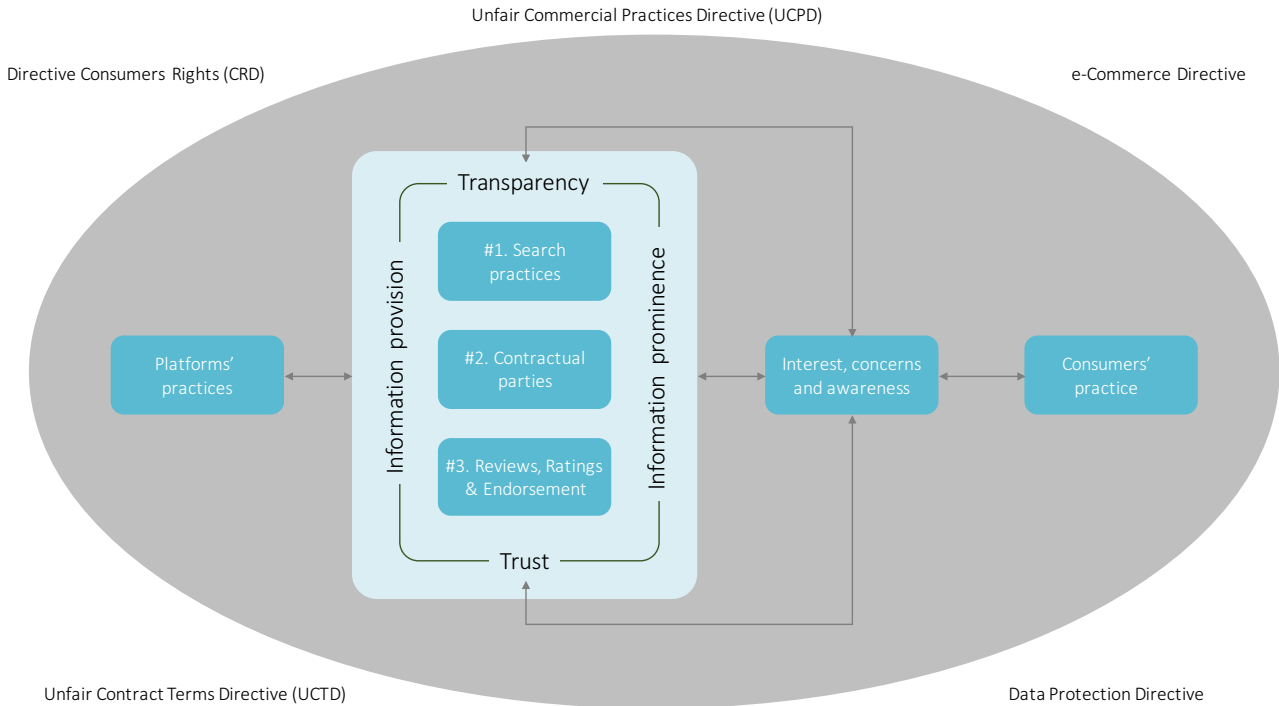 Unfair Commercial Practices Directive (UCPD)
Directive Consumers Rights (CRD)
e-Commerce Directive
Transparency
Information provision
Information prominence
#1. Search
practices
#2. Contractual
parties
#3. Reviews, Ratings
& Endorsement
Trust
Platforms’
practices
Interest, concerns
and awareness
Consumers’
practice
Unfair Contract Terms Directive (UCTD)
Data Protection Directive